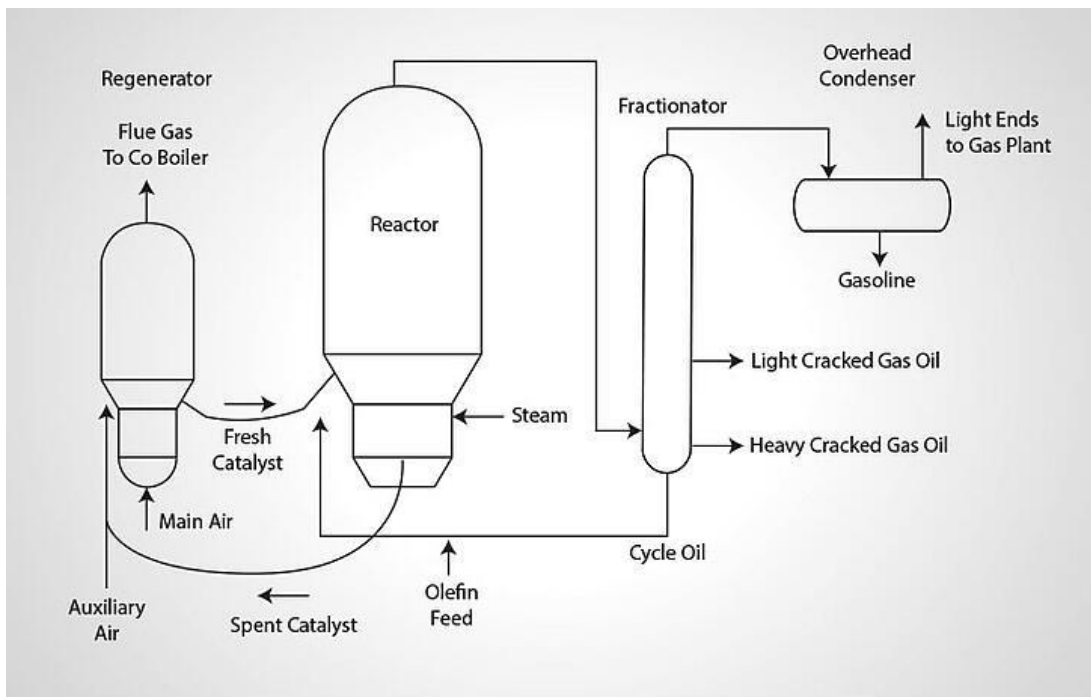 Regenerator
Flue Gas
To Co Boiler
Reactor
Fractionator
Overhead
Condenser
Light Ends
to Gas Plant
Gasoline
Light Cracked Gas Oil
Heavy Cracked Gas Oil
Steam
Fresh
Catalyst
Main Air
Cycle Oil
Auxiliary
Air
Spent Catalyst
Olefin
Feed